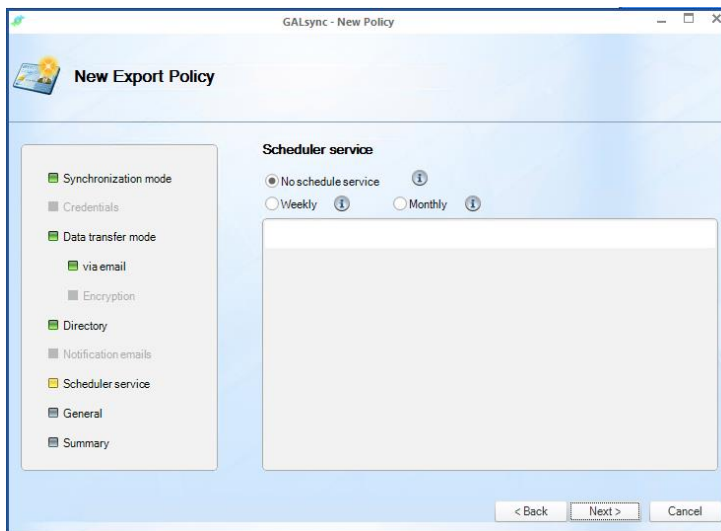 GALsync - New Policy
New Export Policy
Synchronization mode
Credentials
Data transfer mode
via email
Encryption
Directory
Notification emails
Scheduler service
General
Summary
Scheduler service
No schedule service
Weekly Monthly
< Back Next > Cancel